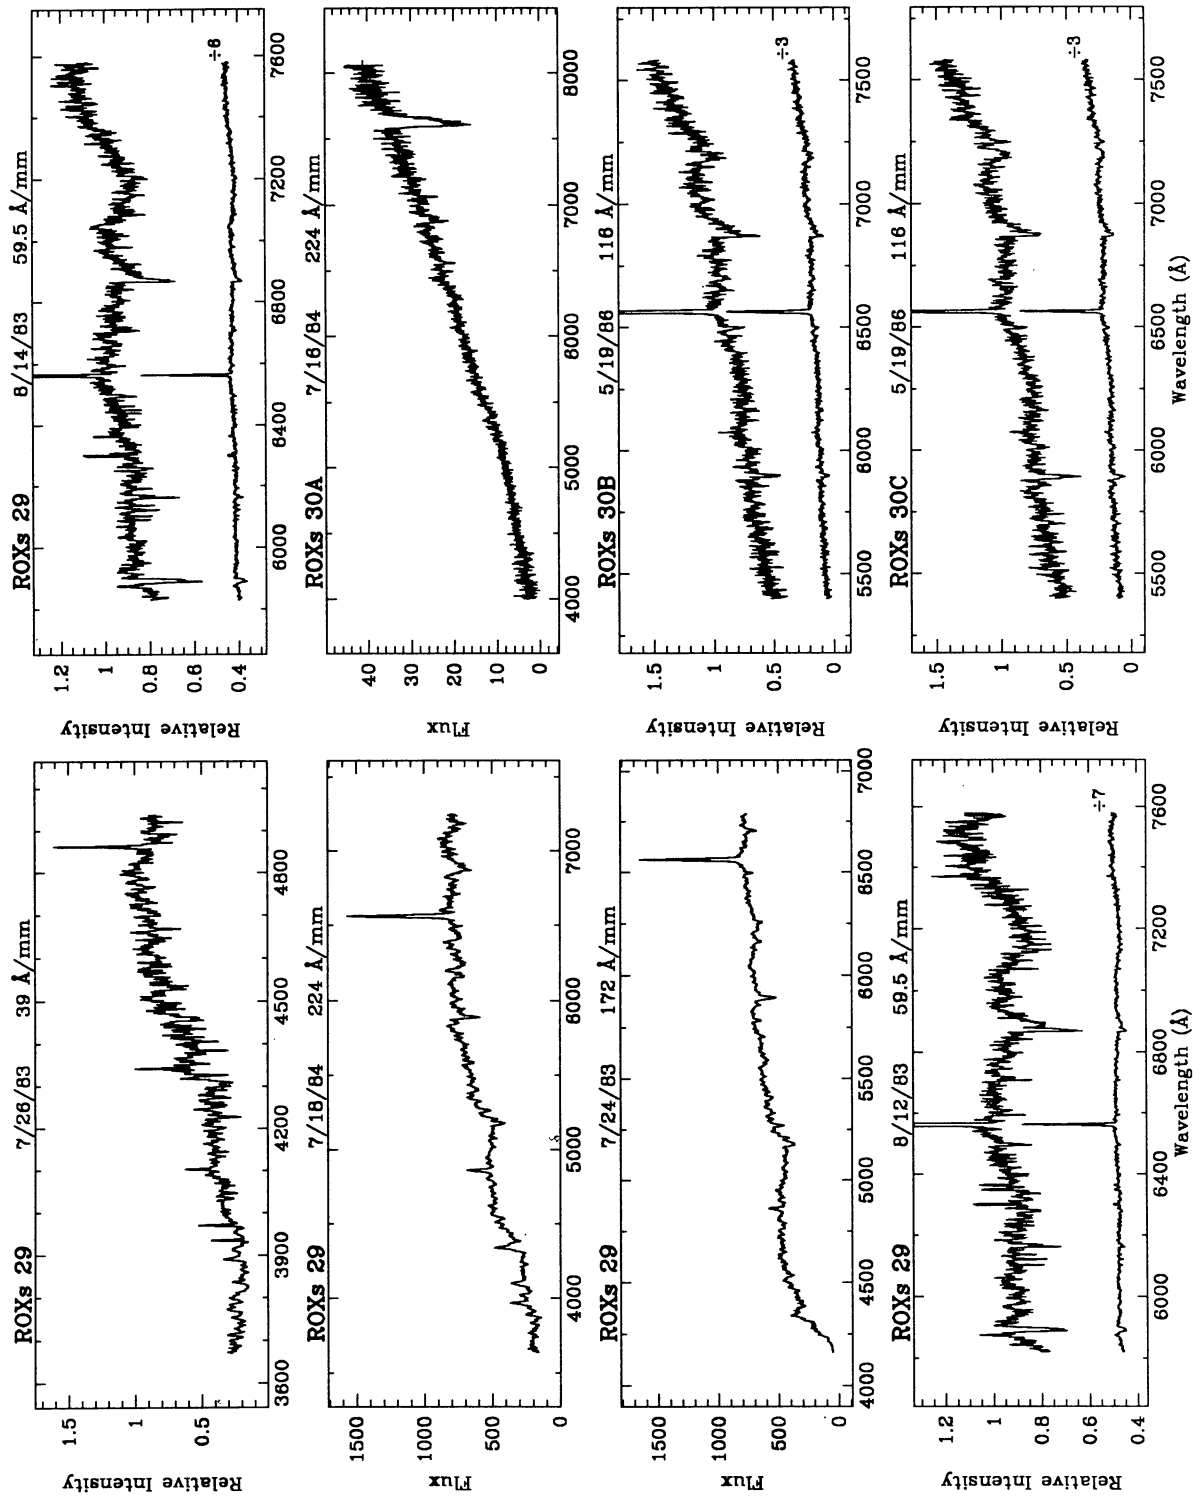 ROXs 29 7/26/83 39 Å/mm
Relative Intensity
1.5
1
0.5
3600 3900 4200 4500 4800
ROXs 29 7/18/84 224 Å/mm
Flux
1500
1000
500
0
4000 5000 6000 7000
ROXs 29 7/24/83 172 Å/mm
Flux
1500
1000
500
0
4000 4500 5000 5500 6000 6500 7000
ROXs 29 8/12/83 59.5 Å/mm
Relative Intensity
1.2
1
0.8
0.6
0.4
÷7
6000 6400 6800 7200 7600
Wavelength (Å)
ROXs 29 8/14/83 59.5 Å/mm
Relative Intensity
1.2
1
0.8
0.6
0.4
÷6
6000 6400 6800 7200 7600
ROXs 30A 7/16/84 224 Å/mm
Flux
40
30
20
10
0
4000 5000 6000 7000 8000
ROXs 30B 5/19/86 116 Å/mm
Relative Intensity
1.5
1
0.5
0
÷3
5500 6000 6500 7000 7500
ROXs 30C 5/19/86 116 Å/mm
Relative Intensity
1.5
1
0.5
0
÷3
5500 6000 6500 7000 7500
Wavelength (Å)